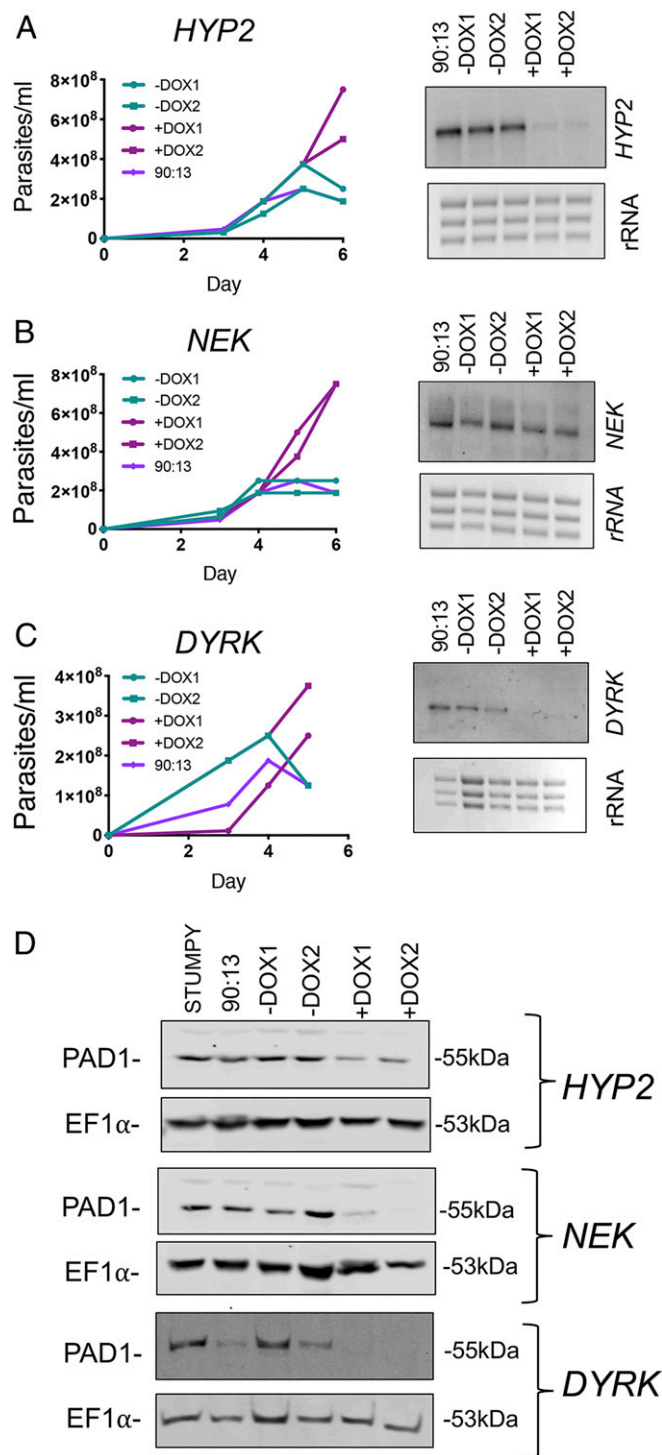 A
HYP2
8×10⁸
6×10⁸
4×10⁸
2×10⁸
0
Parasites/ml
-DOX1
-DOX2
+DOX1
+DOX2
90:13
0 2 4 6
Day
90:13
-DOX1
-DOX2
+DOX1
+DOX2
HYP2
rRNA
B
NEK
8×10⁸
6×10⁸
4×10⁸
2×10⁸
0
Parasites/ml
-DOX1
-DOX2
+DOX1
+DOX2
90:13
0 2 4 6
Day
90:13
-DOX1
-DOX2
+DOX1
+DOX2
NEK
rRNA
C
DYRK
4×10⁸
3×10⁸
2×10⁸
1×10⁸
0
Parasites/ml
-DOX1
-DOX2
+DOX1
+DOX2
90:13
0 2 4 6
Day
90:13
-DOX1
-DOX2
+DOX1
+DOX2
DYRK
rRNA
D
STUMPY
90:13
-DOX1
-DOX2
+DOX1
+DOX2
PAD1- -55kDa
EF1α- -53kDa
HYP2
PAD1- -55kDa
EF1α- -53kDa
NEK
PAD1- -55kDa
EF1α- -53kDa
DYRK